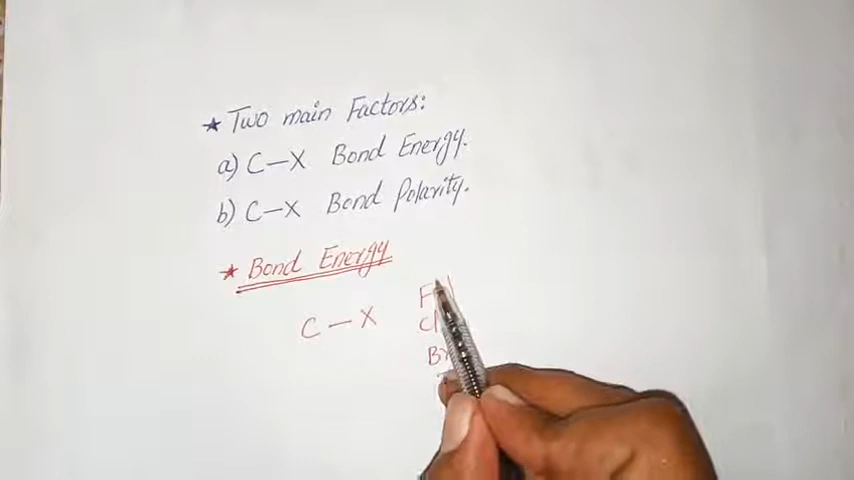 ★ Two main Factors:
a) C—X Bond Energy.
b) C—X Bond Polarity.
★ Bond Energy
C—X
F
Cl
Br